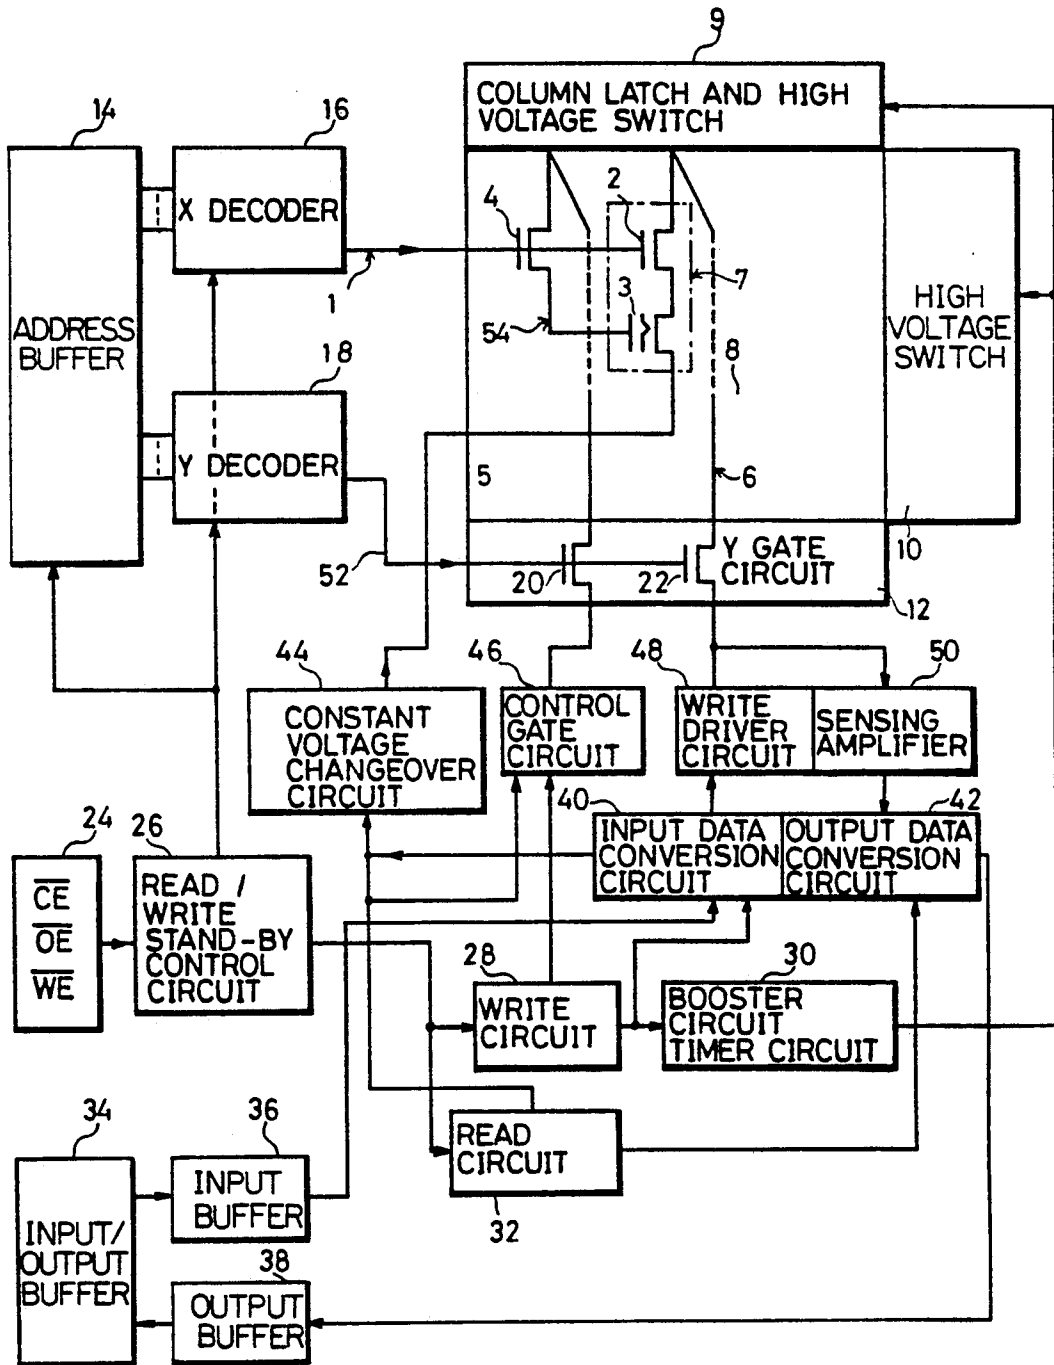 9
COLUMN LATCH AND HIGH
VOLTAGE SWITCH
14
16
X DECODER
4
2
7
3
1
54
8
HIGH
VOLTAGE
SWITCH
ADDRESS
BUFFER
18
Y DECODER
5
6
10
52
20
22
Y GATE
CIRCUIT
12
44
CONSTANT
VOLTAGE
CHANGEOVER
CIRCUIT
46
CONTROL
GATE
CIRCUIT
48
WRITE
DRIVER
CIRCUIT
50
SENSING
AMPLIFIER
40
INPUT DATA
CONVERSION
CIRCUIT
42
OUTPUT DATA
CONVERSION
CIRCUIT
24
CE
OE
WE
26
READ /
WRITE
STAND-BY
CONTROL
CIRCUIT
28
WRITE
CIRCUIT
30
BOOSTER
CIRCUIT
TIMER CIRCUIT
READ
CIRCUIT
32
34
INPUT/
OUTPUT
BUFFER
36
INPUT
BUFFER
38
OUTPUT
BUFFER